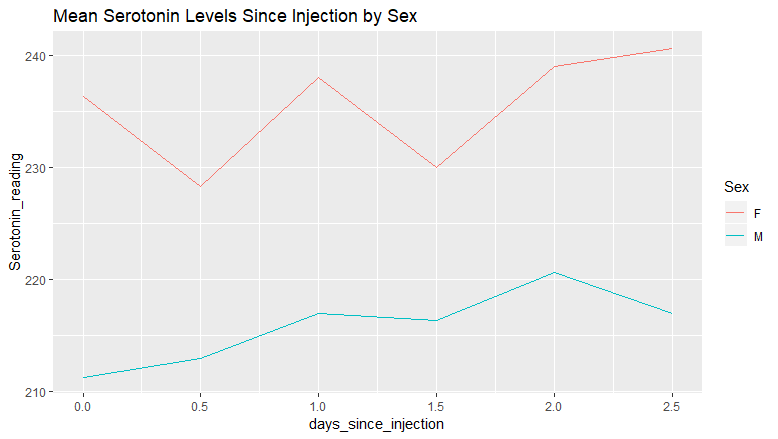 Mean Serotonin Levels Since Injection by Sex
240
230
220
210
Serotonin_reading
0.0 0.5 1.0 1.5 2.0 2.5
days_since_injection
Sex
F
M